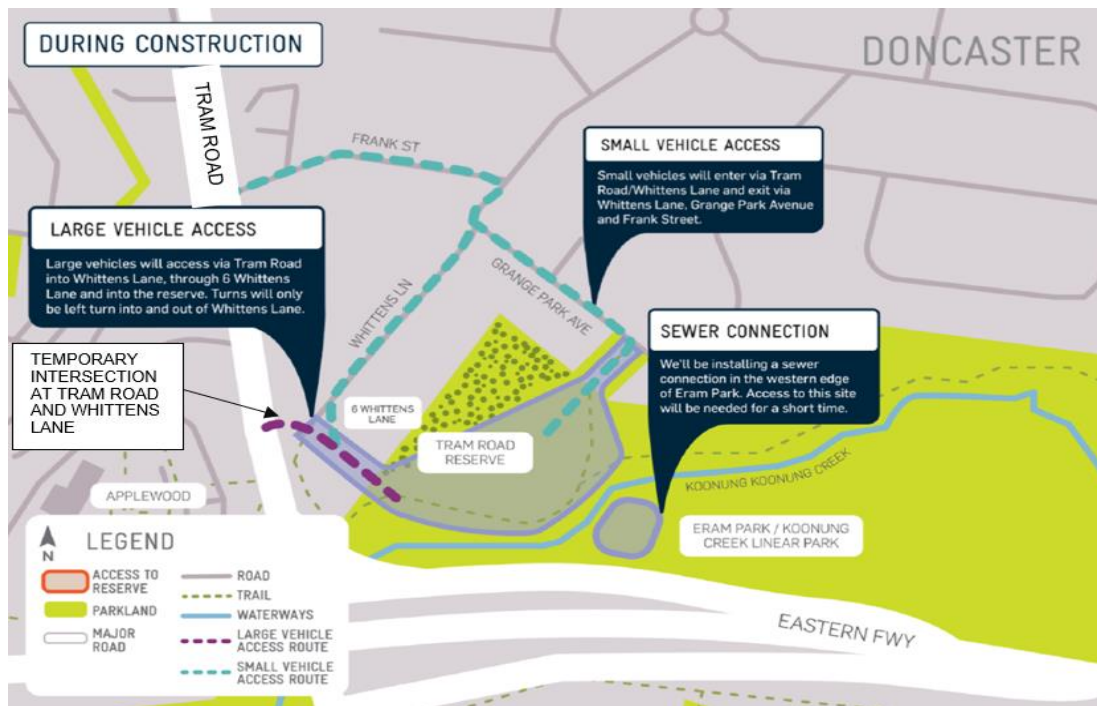 DURING CONSTRUCTION
DONCASTER
TRAM ROAD
FRANK ST
SMALL VEHICLE ACCESS
Small vehicles will enter via Tram
Road/Whittens Lane and exit via
Whittens Lane, Grange Park Avenue
and Frank Street.
LARGE VEHICLE ACCESS
Large vehicles will access via Tram Road
into Whittens Lane, through 6 Whittens
Lane and into the reserve. Turns will only
be left turn into and out of Whittens Lane.
WHITTENS LN
GRANGE PARK AVE
SEWER CONNECTION
We'll be installing a sewer
connection in the western edge
of Eram Park. Access to this site
will be needed for a short time.
TEMPORARY
INTERSECTION
AT TRAM ROAD
AND WHITTENS
LANE
6 WHITTENS
LANE
TRAM ROAD
RESERVE
KOONUNG KOONUNG CREEK
APPLEWOOD
ERAM PARK / KOONUNG
CREEK LINEAR PARK
EASTERN FWY
N
LEGEND
ACCESS TO
RESERVE
PARKLAND
MAJOR
ROAD
ROAD
TRAIL
WATERWAYS
LARGE VEHICLE
ACCESS ROUTE
SMALL VEHICLE
ACCESS ROUTE